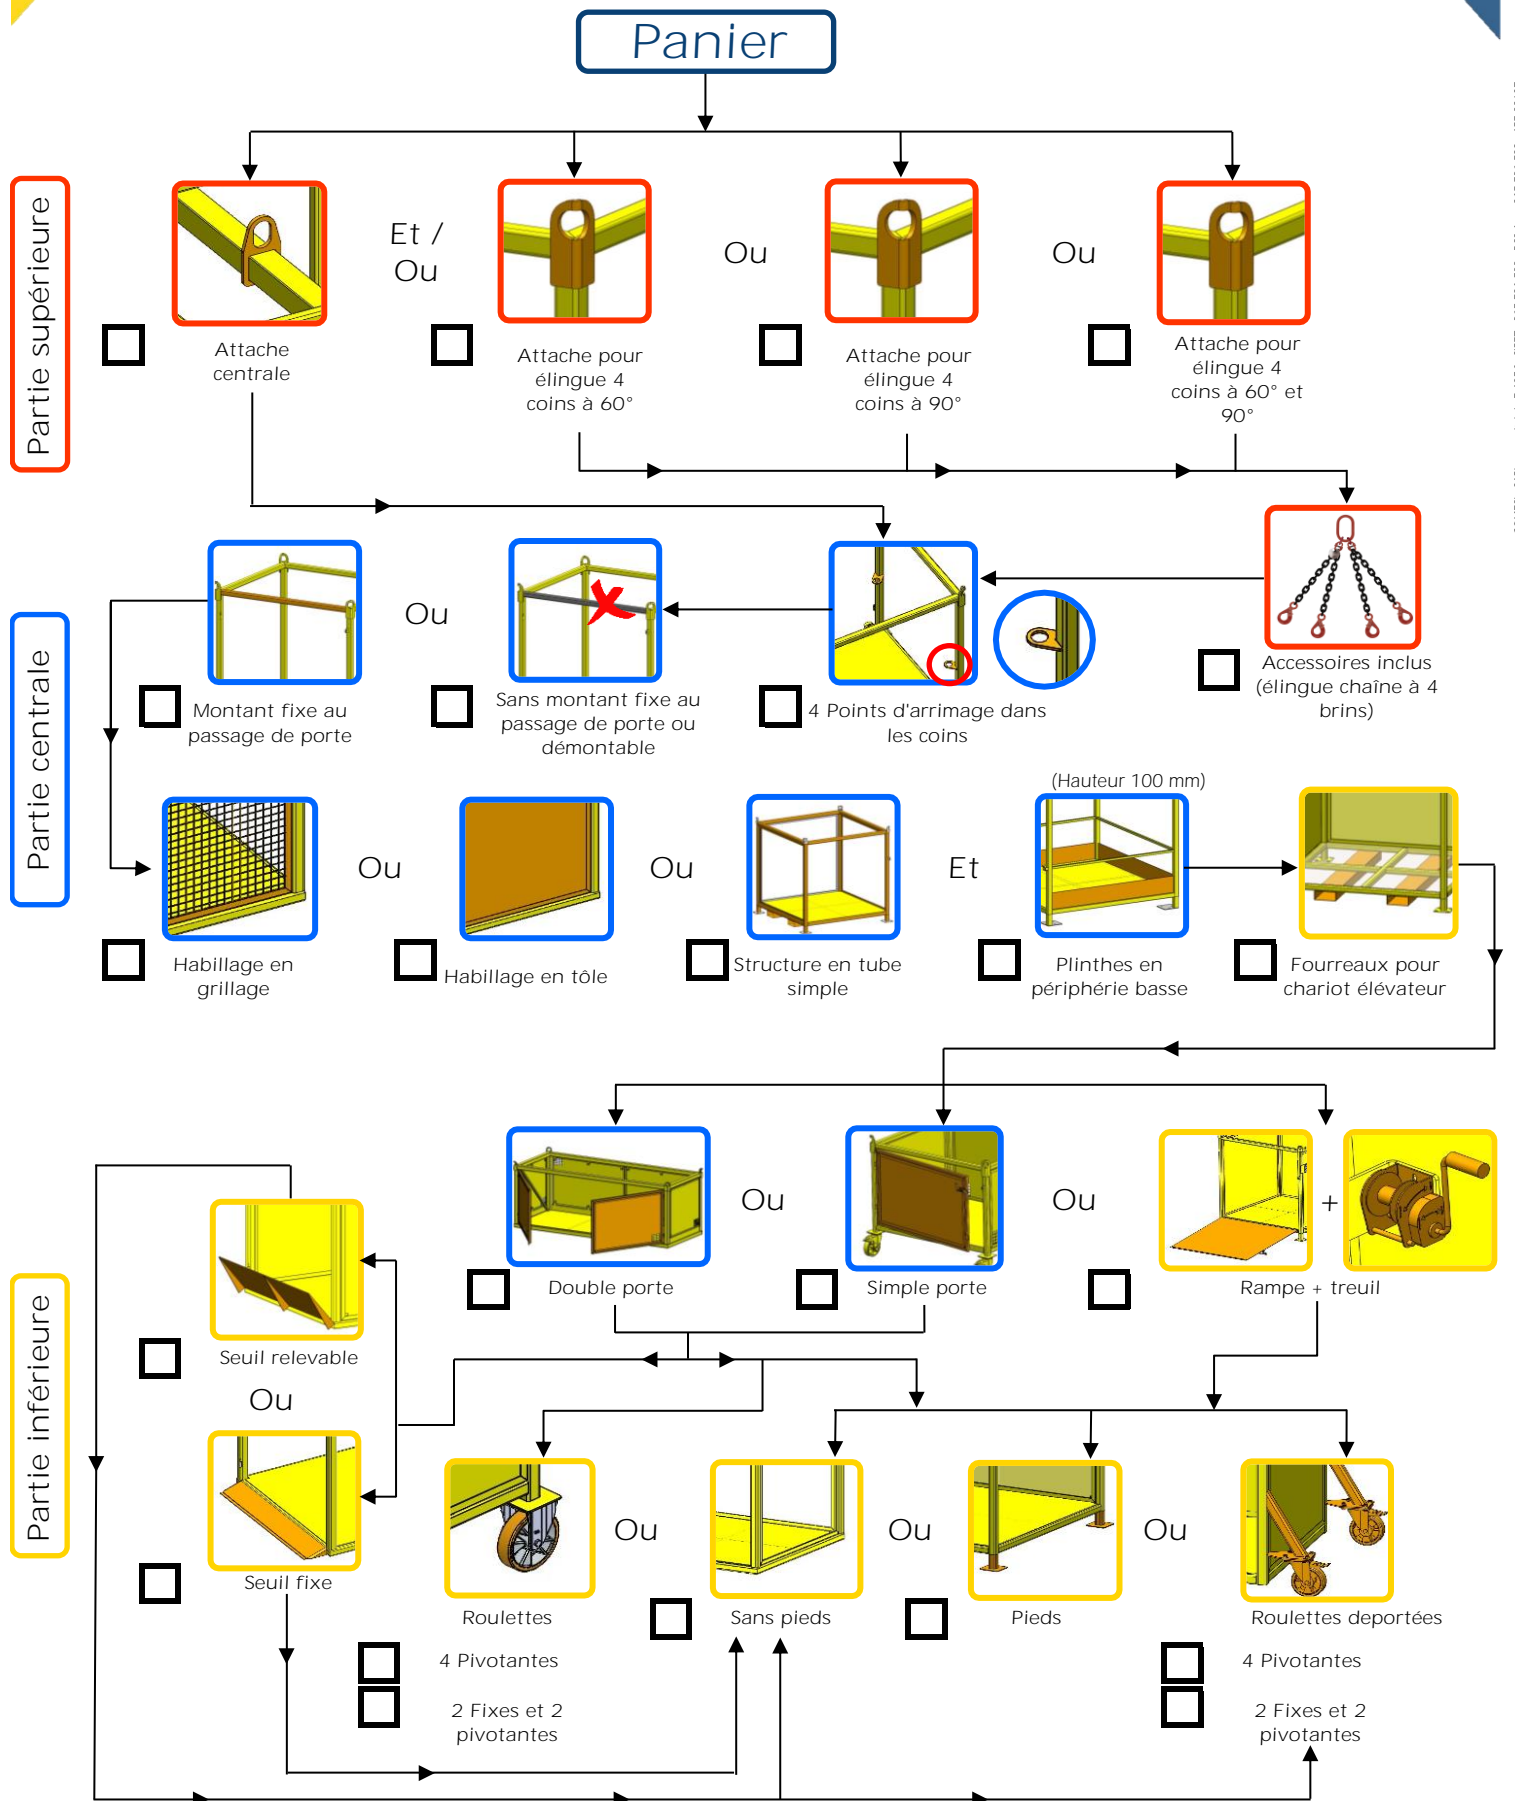 Panier
Partie supérieure
Et /
Ou
Ou
Ou
Attache
centrale
Attache pour
élingue 4
coins à 60°
Attache pour
élingue 4
coins à 90°
Attache pour
élingue 4
coins à 60° et
90°
Partie centrale
Ou
Montant fixe au
passage de porte
Sans montant fixe au
passage de porte ou
démontable
4 Points d'arrimage dans
les coins
Accessoires inclus
(élingue chaîne à 4
brins)
(Hauteur 100 mm)
Ou
Ou
Et
Habillage en
grillage
Habillage en tôle
Structure en tube
simple
Plinthes en
périphérie basse
Fourreaux pour
chariot élévateur
Partie inférieure
Ou
Ou
+
Double porte
Simple porte
Rampe + treuil
Seuil relevable
Ou
Seuil fixe
Ou
Ou
Ou
Roulettes
4 Pivotantes
2 Fixes et 2
pivotantes
Sans pieds
Pieds
Roulettes deportées
4 Pivotantes
2 Fixes et 2
pivotantes